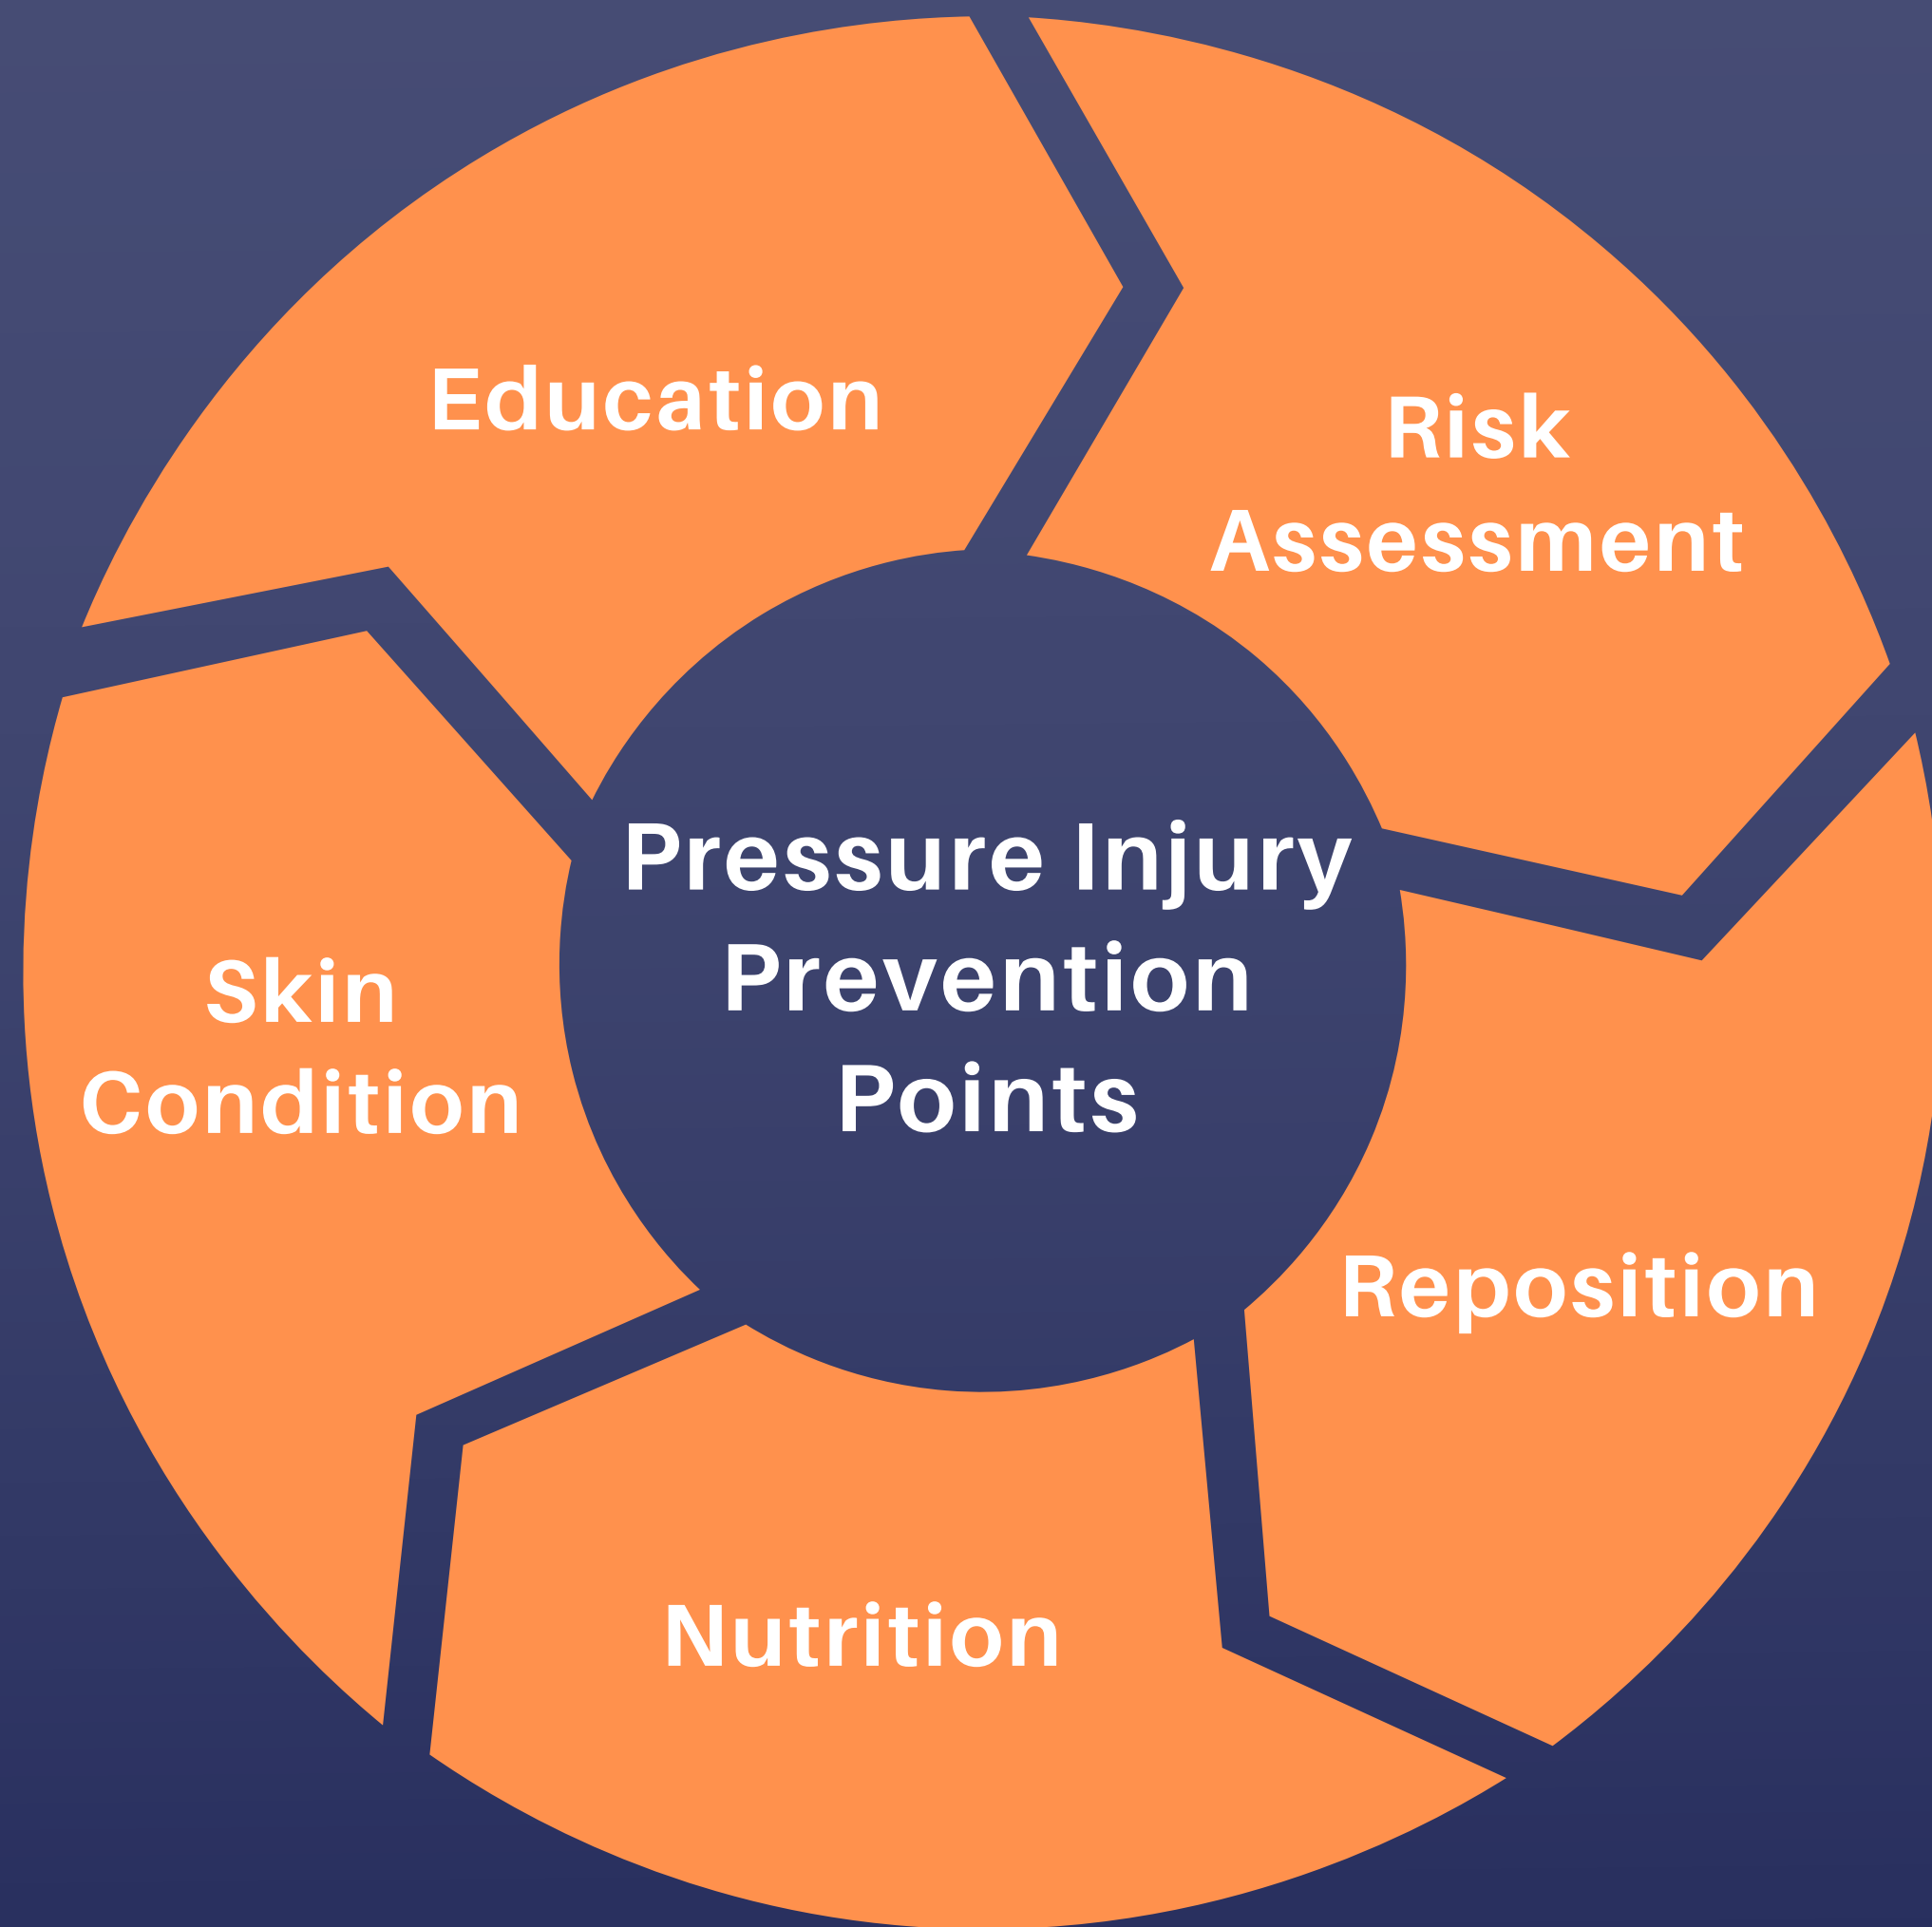 Education
Risk
Assessment
Pressure Injury
Prevention
Points
Skin
Condition
Reposition
Nutrition